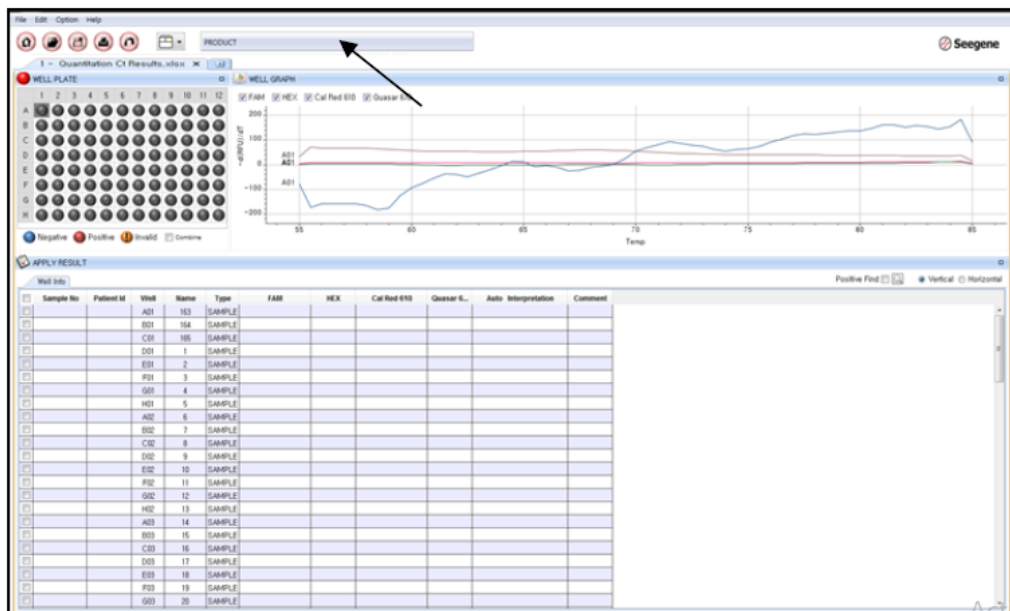 File Edit Option Help
PRODUCT
Seegene
1 - Quantitation Ct Results.xlsx
WELL PLATE
1 2 3 4 5 6 7 8 9 10 11 12
A
B
C
D
E
F
G
H
Negative Positive Invalid Combine
WELL GRAPH
FAM HEX Cal Red 610 Quasar 670
-d(RFU)/dT
200
100
0
-100
-200
A01
A01
A01
55 60 65 70 75 80 85
Temp
APPLY RESULT
Well Info
Positive Find Vertical Horizontal
Sample No Patient Id Well Name Type FAM HEX Cal Red 610 Quasar 6... Auto Interpretation Comment
A01 163 SAMPLE
B01 164 SAMPLE
C01 165 SAMPLE
D01 1 SAMPLE
E01 2 SAMPLE
F01 3 SAMPLE
G01 4 SAMPLE
H01 5 SAMPLE
A02 6 SAMPLE
B02 7 SAMPLE
C02 8 SAMPLE
D02 9 SAMPLE
E02 10 SAMPLE
F02 11 SAMPLE
G02 12 SAMPLE
H02 13 SAMPLE
A03 14 SAMPLE
B03 15 SAMPLE
C03 16 SAMPLE
D03 17 SAMPLE
E03 18 SAMPLE
F03 19 SAMPLE
G03 20 SAMPLE